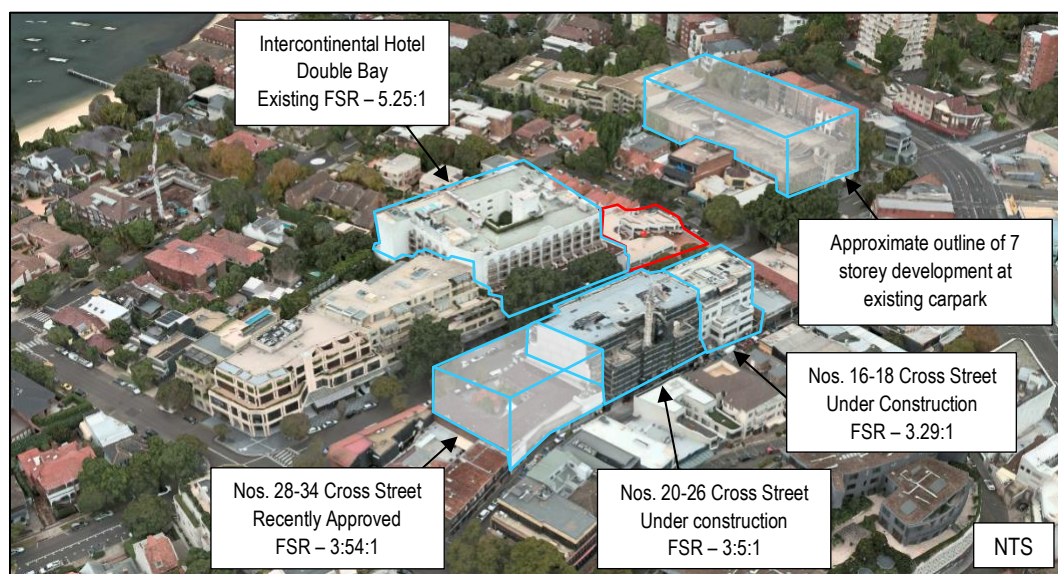 Intercontinental Hotel
Double Bay
Existing FSR – 5.25:1
Approximate outline of 7
storey development at
existing carpark
Nos. 16-18 Cross Street
Under Construction
FSR – 3.29:1
Nos. 28-34 Cross Street
Recently Approved
FSR – 3:54:1
Nos. 20-26 Cross Street
Under construction
FSR – 3:5:1
NTS